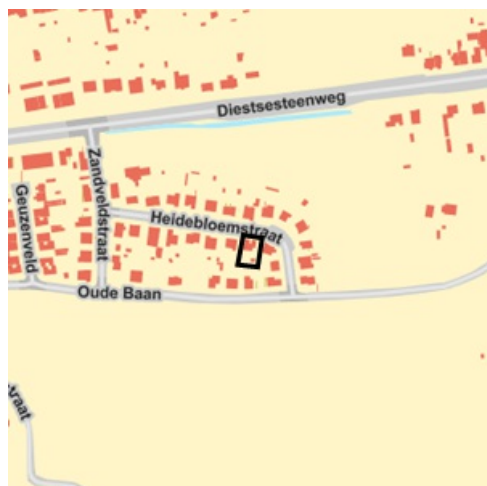 Diestsesteenweg
Zandveldstraat
Geuzenveld
Heidebloemstraat
Oude Baan